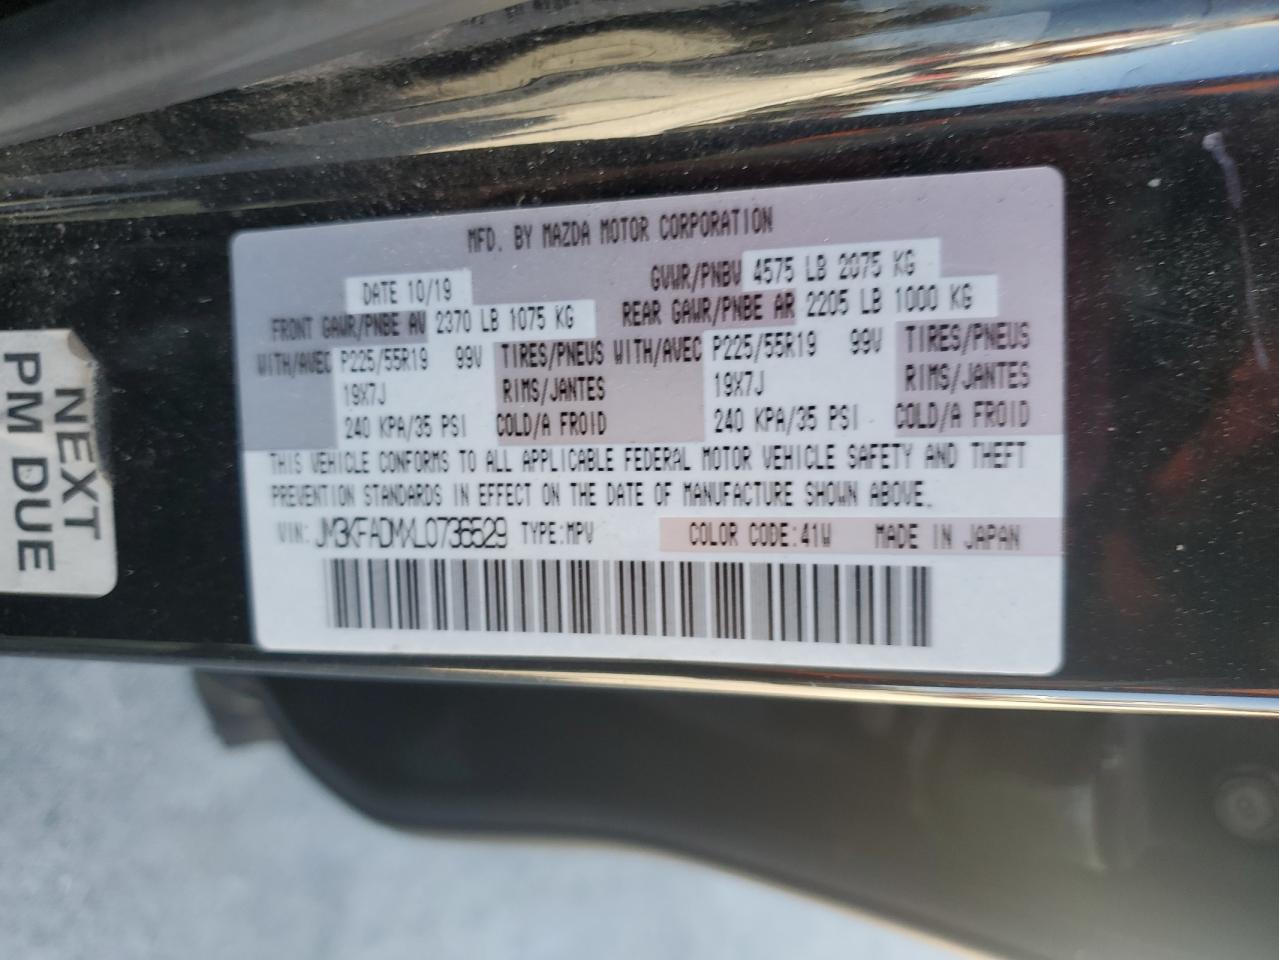 MFD. BY MAZDA MOTOR CORPORATION
DATE 10/19 GVWR/PNBV 4575 LB 2075 KG
FRONT GAWR/PNBE AV 2370 LB 1075 KG REAR GAWR/PNBE AR 2205 LB 1000 KG
WITH/AVEC P225/55R19 99V TIRES/PNEUS WITH/AVEC P225/55R19 99V TIRES/PNEUS
19X7J RIMS/JANTES 19X7J RIMS/JANTES
240 KPA/35 PSI COLD/A FROID 240 KPA/35 PSI COLD/A FROID
THIS VEHICLE CONFORMS TO ALL APPLICABLE FEDERAL MOTOR VEHICLE SAFETY AND THEFT
PREVENTION STANDARDS IN EFFECT ON THE DATE OF MANUFACTURE SHOWN ABOVE.
VIN: JM3KFADMXL0736529 TYPE:MPV COLOR CODE:41W MADE IN JAPAN
NEXT
PM DUE